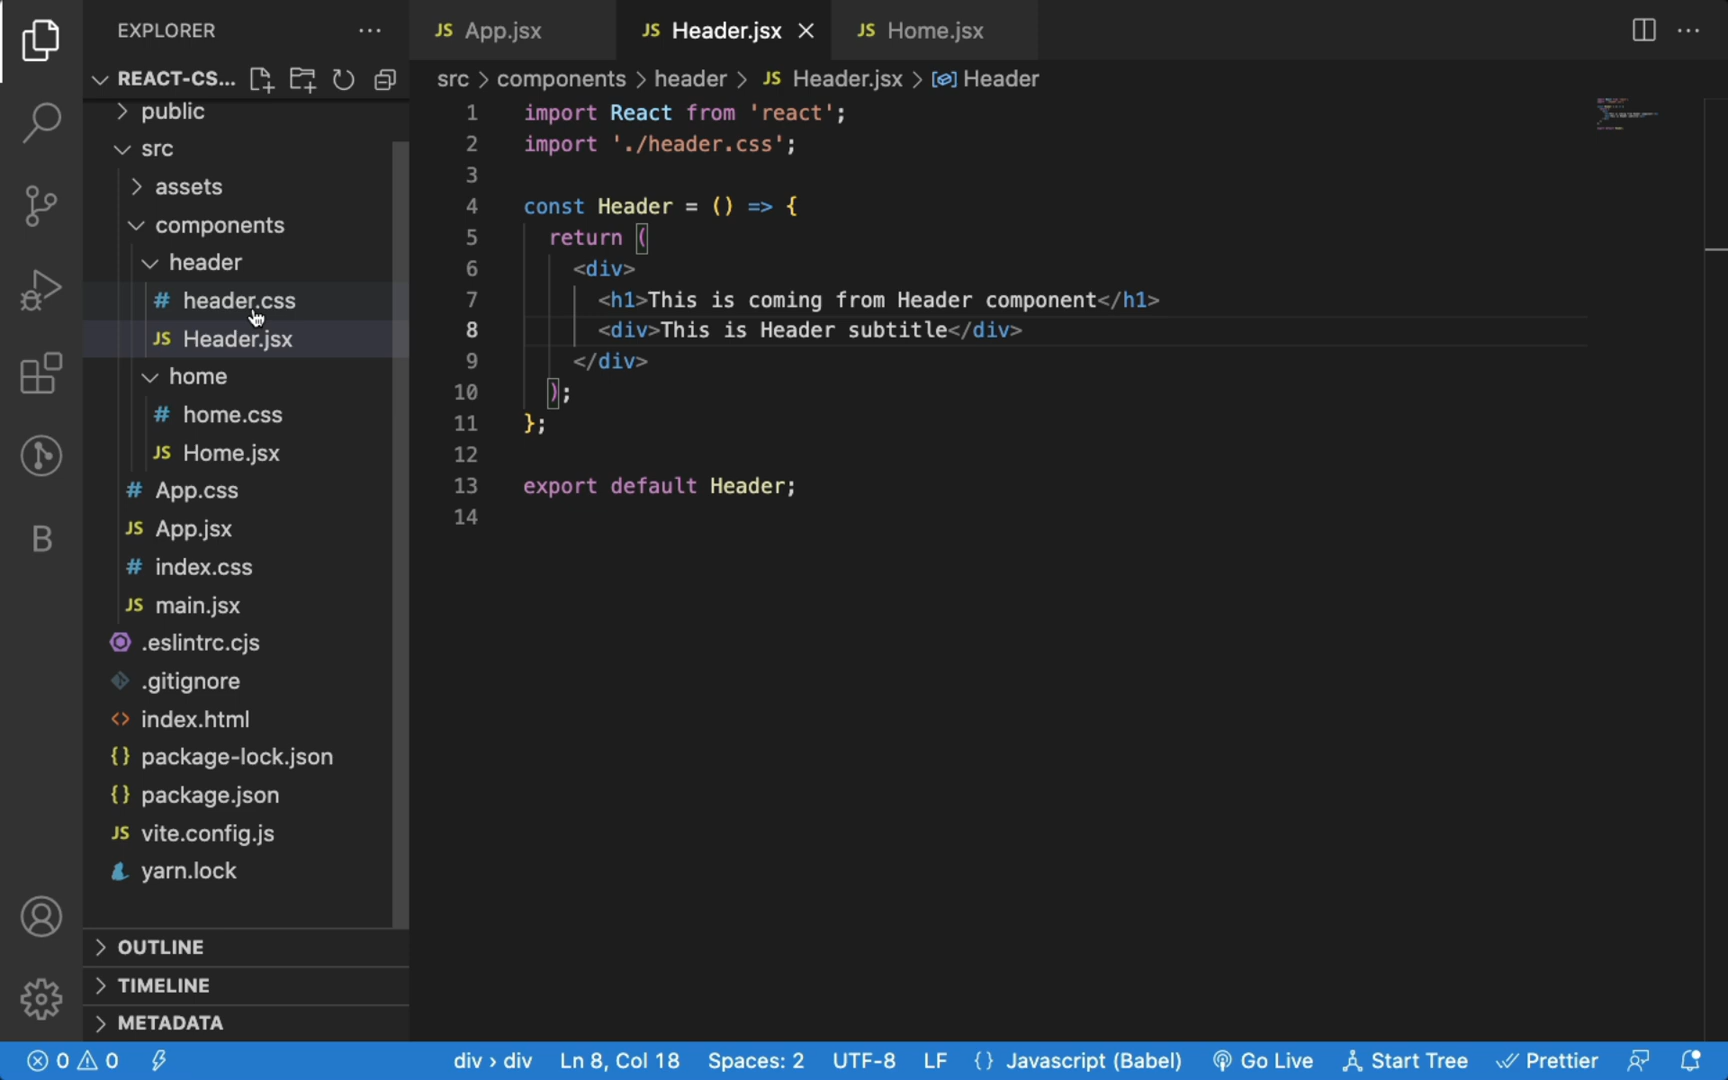 EXPLORER
REACT-CS...
public
src
assets
components
header
# header.css
JS Header.jsx
home
# home.css
JS Home.jsx
# App.css
JS App.jsx
# index.css
JS main.jsx
.eslintrc.cjs
.gitignore
<> index.html
{} package-lock.json
{} package.json
JS vite.config.js
yarn.lock
OUTLINE
TIMELINE
METADATA
B
JS App.jsx
JS Header.jsx
JS Home.jsx
src > components > header > JS Header.jsx > Header
1 import React from 'react';
2 import './header.css';
3
4 const Header = () => {
5 return (
6 <div>
7 <h1>This is coming from Header component</h1>
8 <div>This is Header subtitle</div>
9 </div>
10 );
11 };
12
13 export default Header;
14
0 0 div › div Ln 8, Col 18 Spaces: 2 UTF-8 LF {} Javascript (Babel) Go Live Start Tree Prettier